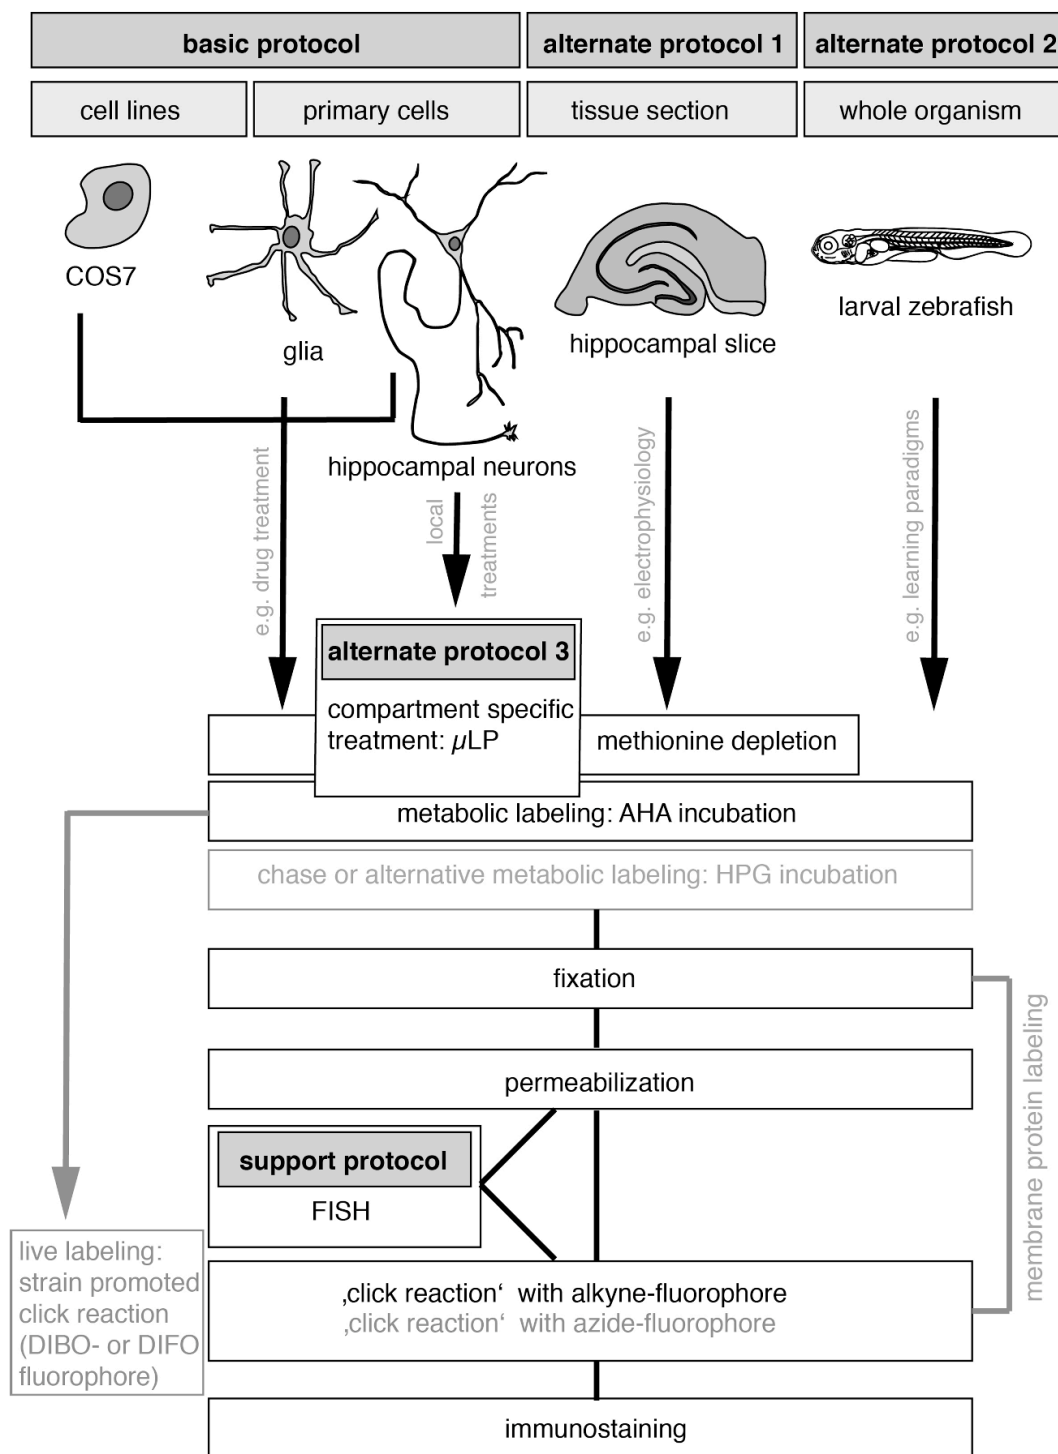 basic protocol
alternate protocol 1
alternate protocol 2
cell lines
primary cells
tissue section
whole organism
COS7
glia
hippocampal neurons
hippocampal slice
larval zebrafish
e.g. drug treatment
local
treatments
e.g. electrophysiology
e.g. learning paradigms
alternate protocol 3
compartment specific
treatment: µLP
methionine depletion
metabolic labeling: AHA incubation
chase or alternative metabolic labeling: HPG incubation
fixation
permeabilization
membrane protein labeling
support protocol
FISH
live labeling:
strain promoted
click reaction
(DIBO- or DIFO
fluorophore)
‚click reaction‘ with alkyne-fluorophore
‚click reaction‘ with azide-fluorophore
immunostaining